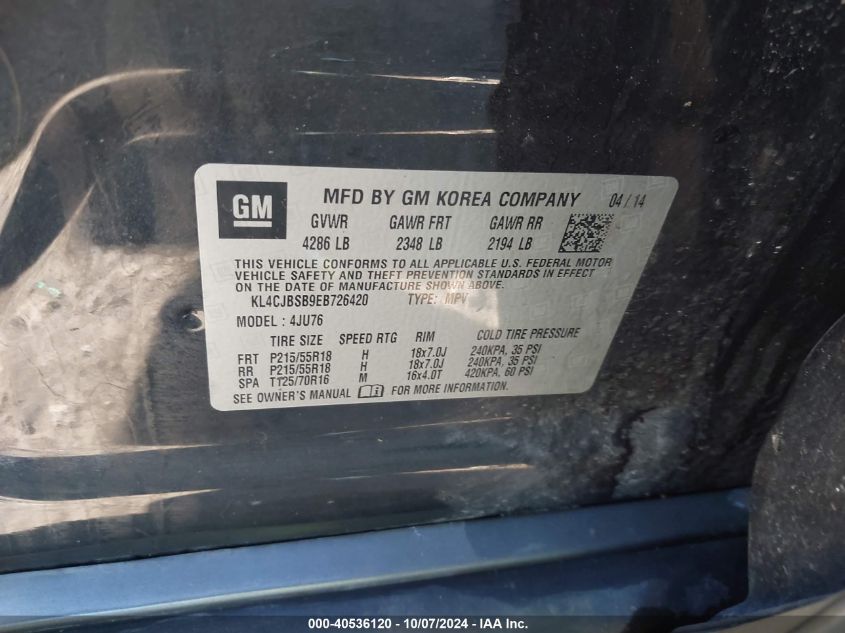 GM
MFD BY GM KOREA COMPANY 04 / 14
GVWR GAWR FRT GAWR RR
4286 LB 2348 LB 2194 LB
THIS VEHICLE CONFORMS TO ALL APPLICABLE U.S. FEDERAL MOTOR
VEHICLE SAFETY AND THEFT PREVENTION STANDARDS IN EFFECT
ON THE DATE OF MANUFACTURE SHOWN ABOVE.
KL4CJBSB9EB726420 TYPE: MPV
MODEL : 4JU76
TIRE SIZE SPEED RTG RIM COLD TIRE PRESSURE
FRT P215/55R18 H 18x7.0J 240KPA, 35 PSI
RR P215/55R18 H 18x7.0J 240KPA, 35 PSI
SPA T125/70R16 M 16x4.0T 420KPA, 60 PSI
SEE OWNER'S MANUAL FOR MORE INFORMATION.
000-40536120 - 10/07/2024 - IAA Inc.